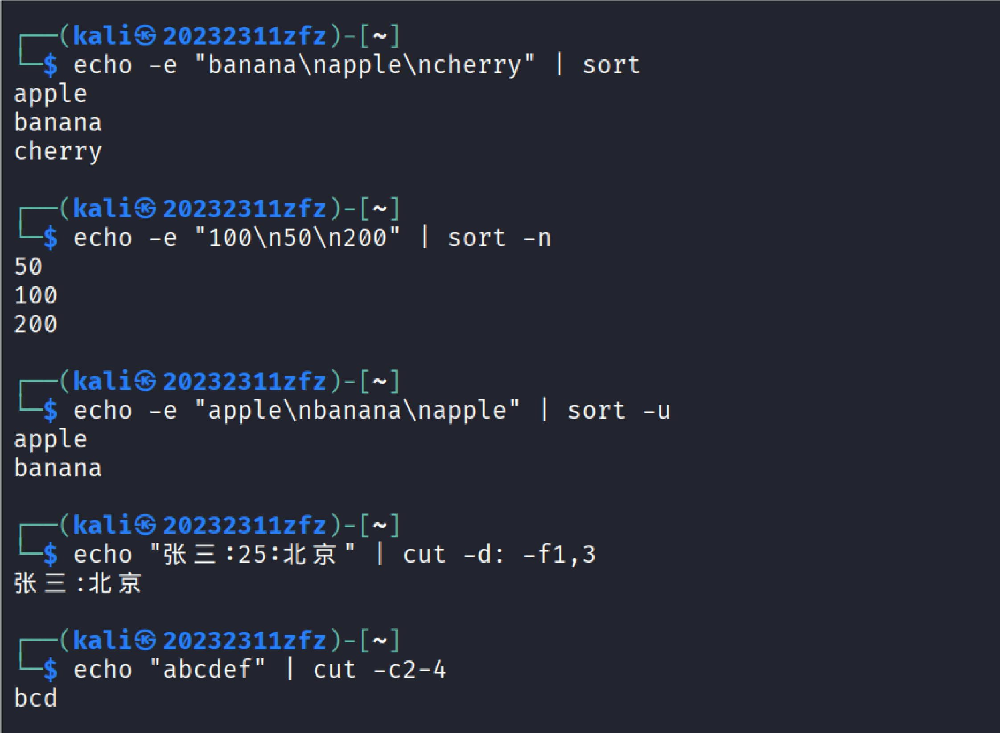 ┌──(kali㉿20232311zfz)-[~]
└─$ echo -e "banana\napple\ncherry" | sort
apple
banana
cherry
┌──(kali㉿20232311zfz)-[~]
└─$ echo -e "100\n50\n200" | sort -n
50
100
200
┌──(kali㉿20232311zfz)-[~]
└─$ echo -e "apple\nbanana\napple" | sort -u
apple
banana
┌──(kali㉿20232311zfz)-[~]
└─$ echo "张三:25:北京" | cut -d: -f1,3
张三:北京
┌──(kali㉿20232311zfz)-[~]
└─$ echo "abcdef" | cut -c2-4
bcd